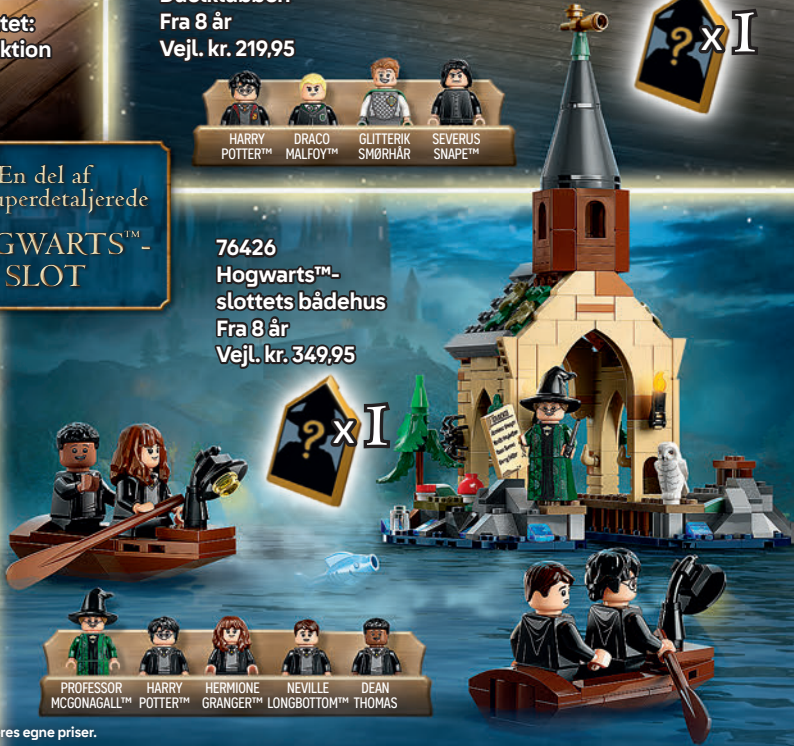 tet:
ktion
Fra 8 år
Vejl. kr. 219,95
x I
HARRY
POTTER™
DRACO
MALFOY™
GLITTERIK
SMØRHÅR
SEVERUS
SNAPE™
En del af
uperdetaljerede
GWARTS™-
SLOT
76426
Hogwarts™-
slottets bådehus
Fra 8 år
Vejl. kr. 349,95
x I
PROFESSOR
MCGONAGALL™
HARRY
POTTER™
HERMIONE
GRANGER™
NEVILLE
LONGBOTTOM™
DEAN
THOMAS
res egne priser.